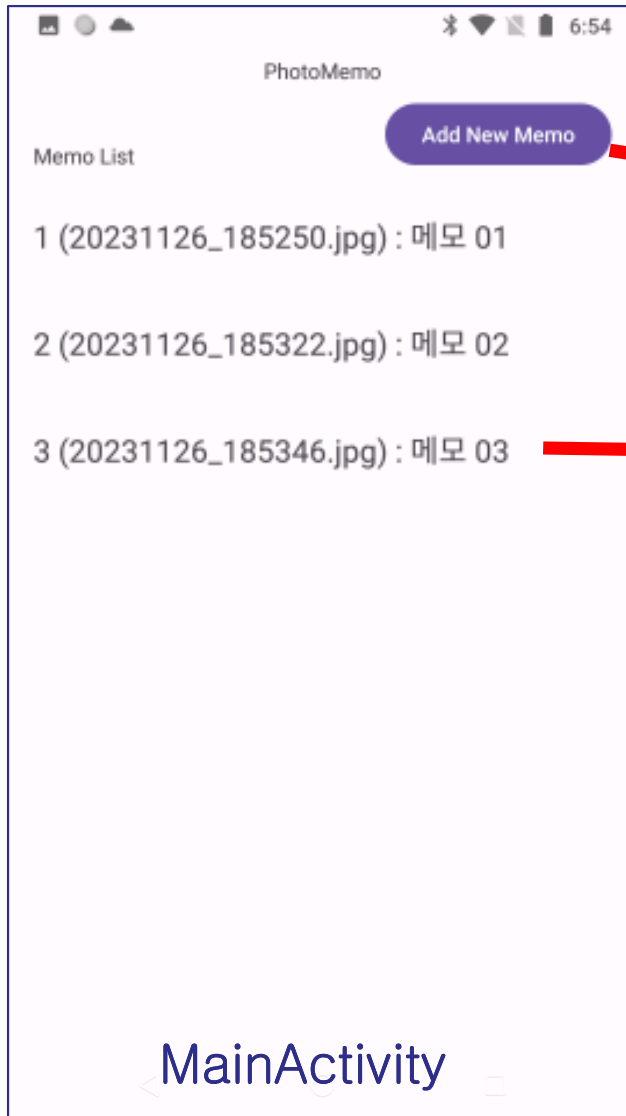 6:54
PhotoMemo
Add New Memo
Memo List
1 (20231126_185250.jpg) : 메모 01
2 (20231126_185322.jpg) : 메모 02
3 (20231126_185346.jpg) : 메모 03
MainActivity